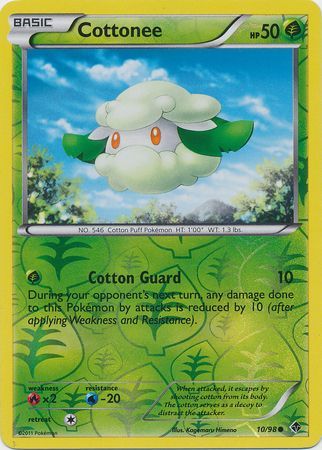 BASIC
Cottonee
HP 50
NO. 546 Cotton Puff Pokémon HT: 1'00" WT: 1.3 lbs.
Cotton Guard 10
During your opponent's next turn, any damage done
to this Pokémon by attacks is reduced by 10 (after
applying Weakness and Resistance).
weakness
×2
resistance
-20
retreat
When attacked, it escapes by
shooting cotton from its body.
The cotton serves as a decoy to
distract the attacker.
©2011 Pokémon
Illus. Kagemaru Himeno
10/98